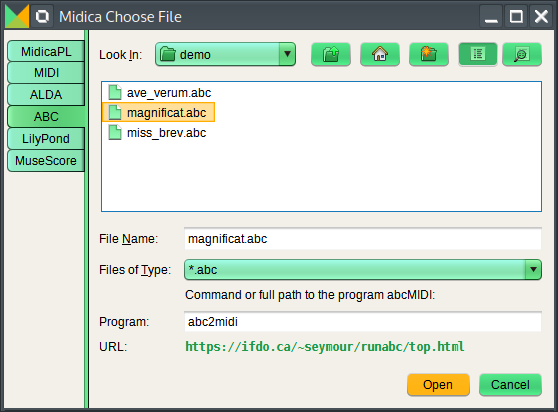 Midica Choose File
MidicaPL
MIDI
ALDA
ABC
LilyPond
MuseScore
Look In: demo
ave_verum.abc
magnificat.abc
miss_brev.abc
File Name: magnificat.abc
Files of Type: *.abc
Command or full path to the program abcMIDI:
Program: abc2midi
URL: https://ifdo.ca/~seymour/runabc/top.html
Open Cancel